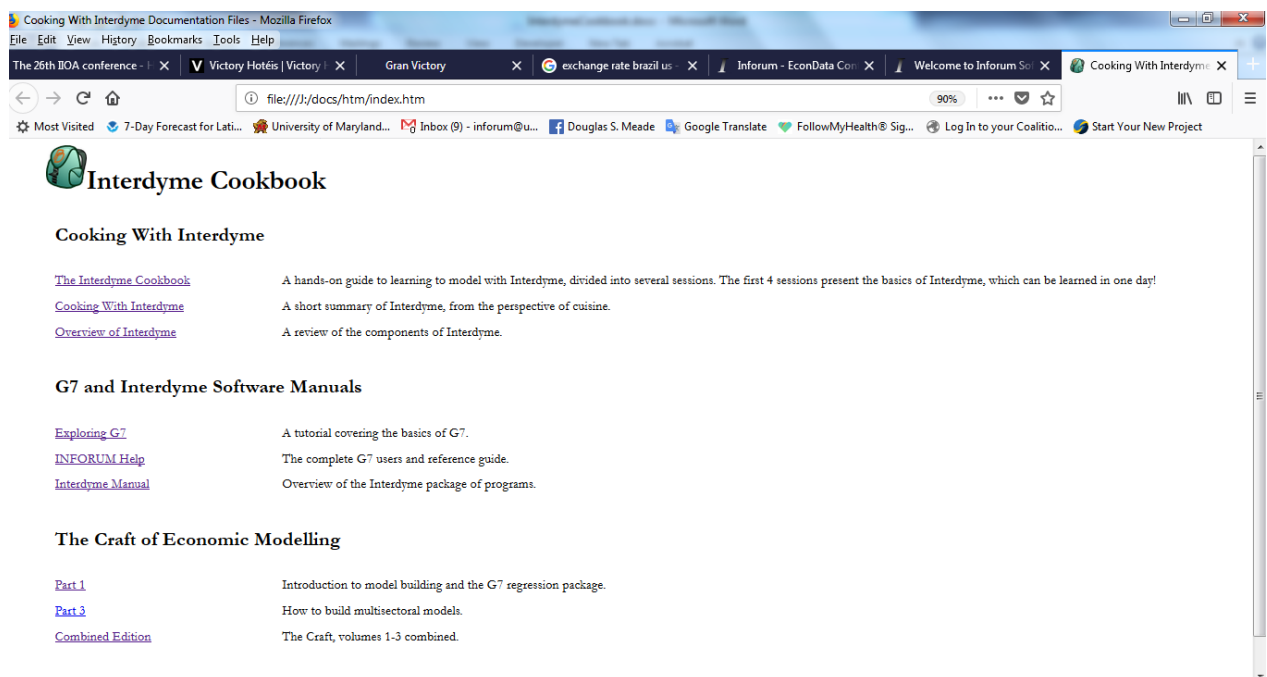 Cooking With Interdyme Documentation Files - Mozilla Firefox
File Edit View History Bookmarks Tools Help
The 26th IIOA conference - H Victory Hotéis | Victory H Gran Victory exchange rate brazil us - Inforum - EconData Con Welcome to Inforum Sol Cooking With Interdyme
file:///J:/docs/htm/index.htm 90%
Most Visited 7-Day Forecast for Lati... University of Maryland... Inbox (9) - inforum@u... Douglas S. Meade Google Translate FollowMyHealth® Sig... Log In to your Coalitio... Start Your New Project
Interdyme Cookbook
Cooking With Interdyme
The Interdyme Cookbook A hands-on guide to learning to model with Interdyme, divided into several sessions. The first 4 sessions present the basics of Interdyme, which can be learned in one day!
Cooking With Interdyme A short summary of Interdyme, from the perspective of cuisine.
Overview of Interdyme A review of the components of Interdyme.
G7 and Interdyme Software Manuals
Exploring G7 A tutorial covering the basics of G7.
INFORUM Help The complete G7 users and reference guide.
Interdyme Manual Overview of the Interdyme package of programs.
The Craft of Economic Modelling
Part 1 Introduction to model building and the G7 regression package.
Part 3 How to build multisectoral models.
Combined Edition The Craft, volumes 1-3 combined.